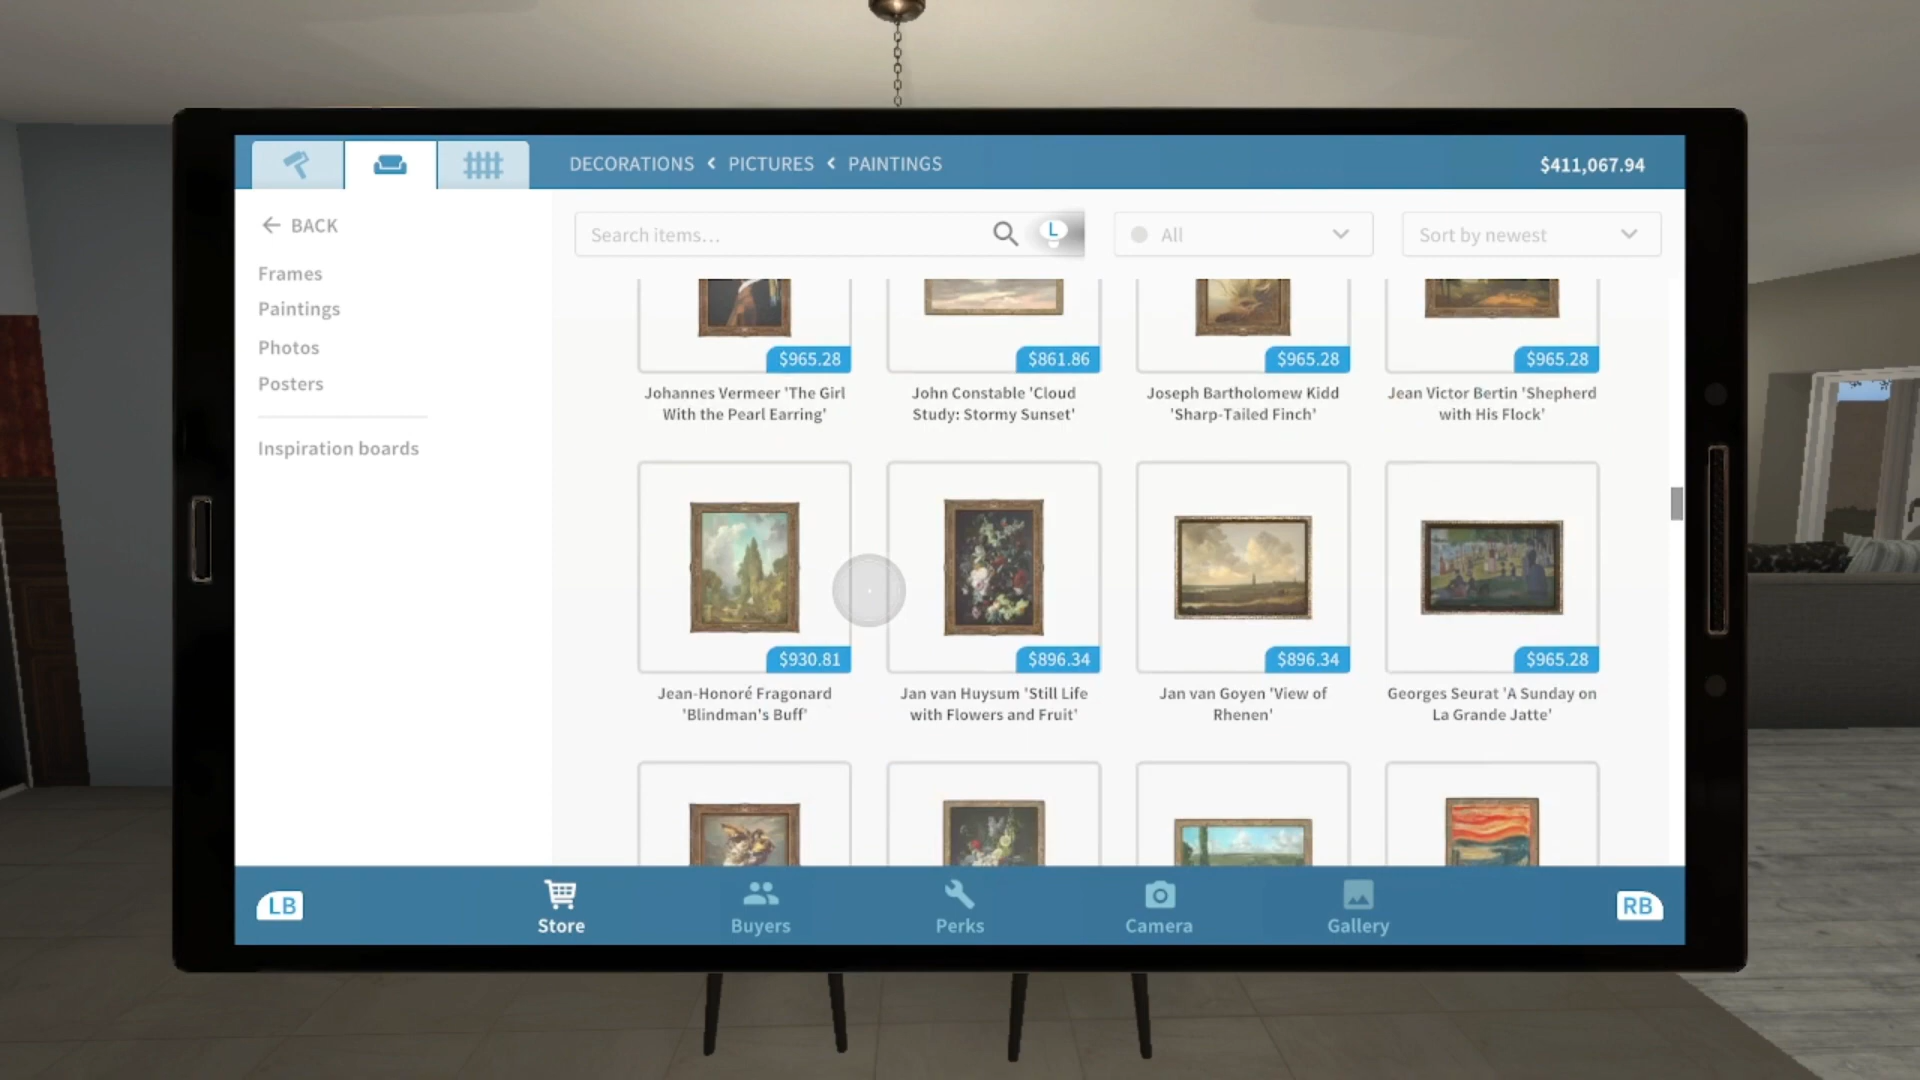 DECORATIONS < PICTURES < PAINTINGS
$411,067.94
BACK
Search items...
L
All
Sort by newest
Frames
Paintings
Photos
Posters
Inspiration boards
$965.28
$861.86
$965.28
$965.28
Johannes Vermeer 'The Girl
With the Pearl Earring'
John Constable 'Cloud
Study: Stormy Sunset'
Joseph Bartholomew Kidd
'Sharp-Tailed Finch'
Jean Victor Bertin 'Shepherd
with His Flock'
$930.81
$896.34
$896.34
$965.28
Jean-Honoré Fragonard
'Blindman's Buff'
Jan van Huysum 'Still Life
with Flowers and Fruit'
Jan van Goyen 'View of
Rhenen'
Georges Seurat 'A Sunday on
La Grande Jatte'
LB
Store
Buyers
Perks
Camera
Gallery
RB